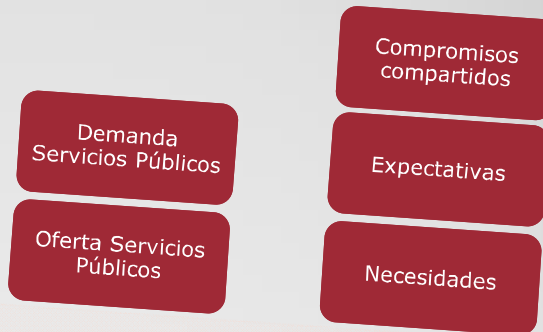 Demanda
Servicios Públicos
Oferta Servicios
Públicos
Compromisos
compartidos
Expectativas
Necesidades